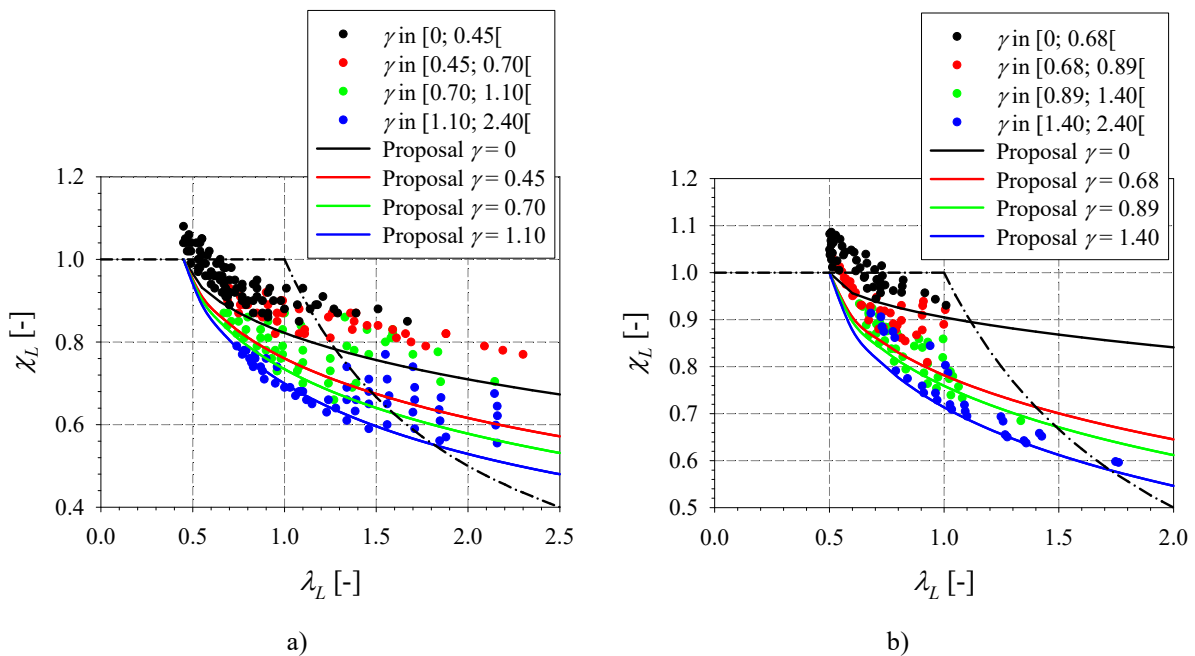 γ in [0; 0.45[
γ in [0.45; 0.70[
γ in [0.70; 1.10[
γ in [1.10; 2.40[
Proposal γ = 0
Proposal γ = 0.45
Proposal γ = 0.70
Proposal γ = 1.10
1.2
1.0
0.8
0.6
0.4
χL [-]
0.0 0.5 1.0 1.5 2.0 2.5
λL [-]
a)
γ in [0; 0.68[
γ in [0.68; 0.89[
γ in [0.89; 1.40[
γ in [1.40; 2.40[
Proposal γ = 0
Proposal γ = 0.68
Proposal γ = 0.89
Proposal γ = 1.40
1.2
1.1
1.0
0.9
0.8
0.7
0.6
0.5
χL [-]
0.0 0.5 1.0 1.5 2.0
λL [-]
b)